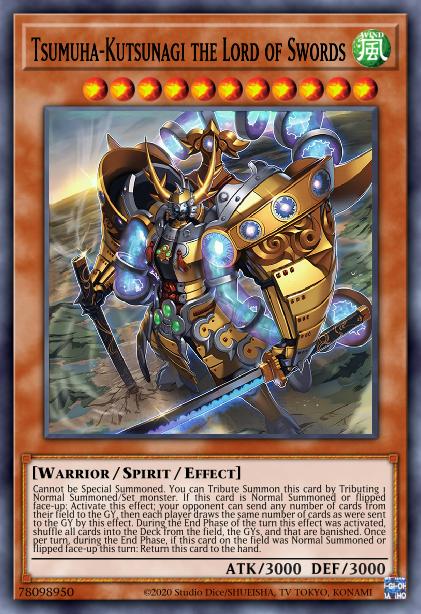 Tsumuha-Kutsunagi the Lord of Swords
WIND
風
[Warrior / Spirit / Effect]
Cannot be Special Summoned. You can Tribute Summon this card by Tributing 1
Normal Summoned/Set monster. If this card is Normal Summoned or flipped
face-up: Activate this effect; your opponent can send any number of cards from
their field to the GY, then each player draws the same number of cards as were sent
to the GY by this effect. During the End Phase of the turn this effect was activated,
shuffle all cards into the Deck from the field, the GYs, and that are banished. Once
per turn, during the End Phase, if this card on the field was Normal Summoned or
flipped face-up this turn: Return this card to the hand.
ATK/3000 DEF/3000
78098950
©2020 Studio Dice/SHUEISHA, TV TOKYO, KONAMI